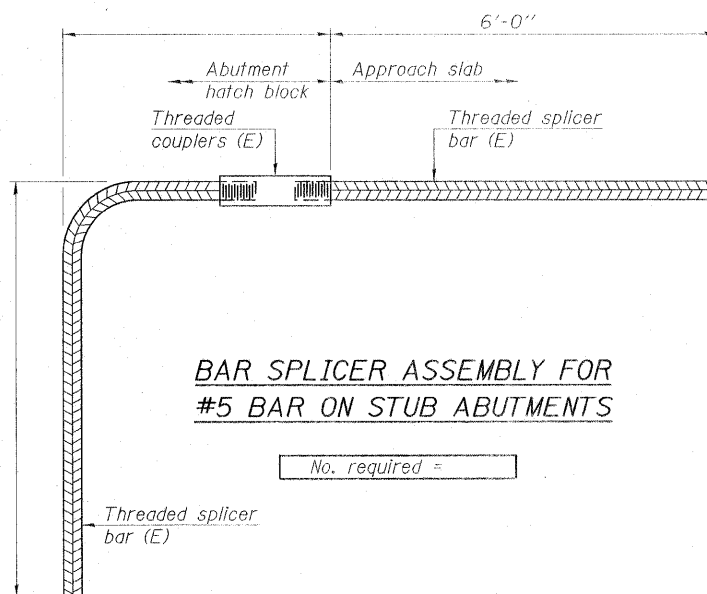 6'-0"
Abutment
hatch block
Approach slab
Threaded
couplers (E)
Threaded splicer
bar (E)
BAR SPLICER ASSEMBLY FOR
#5 BAR ON STUB ABUTMENTS
No. required =
Threaded splicer
bar (E)